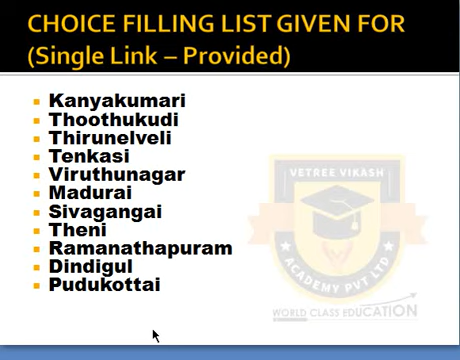 CHOICE FILLING LIST GIVEN FOR
(Single Link – Provided)
Kanyakumari
Thoothukudi
Thirunelveli
Tenkasi
Viruthunagar
Madurai
Sivagangai
Theni
Ramanathapuram
Dindigul
Pudukottai
VETREE VIKASH
ACADEMY PVT LTD
WORLD CLASS EDUCATION